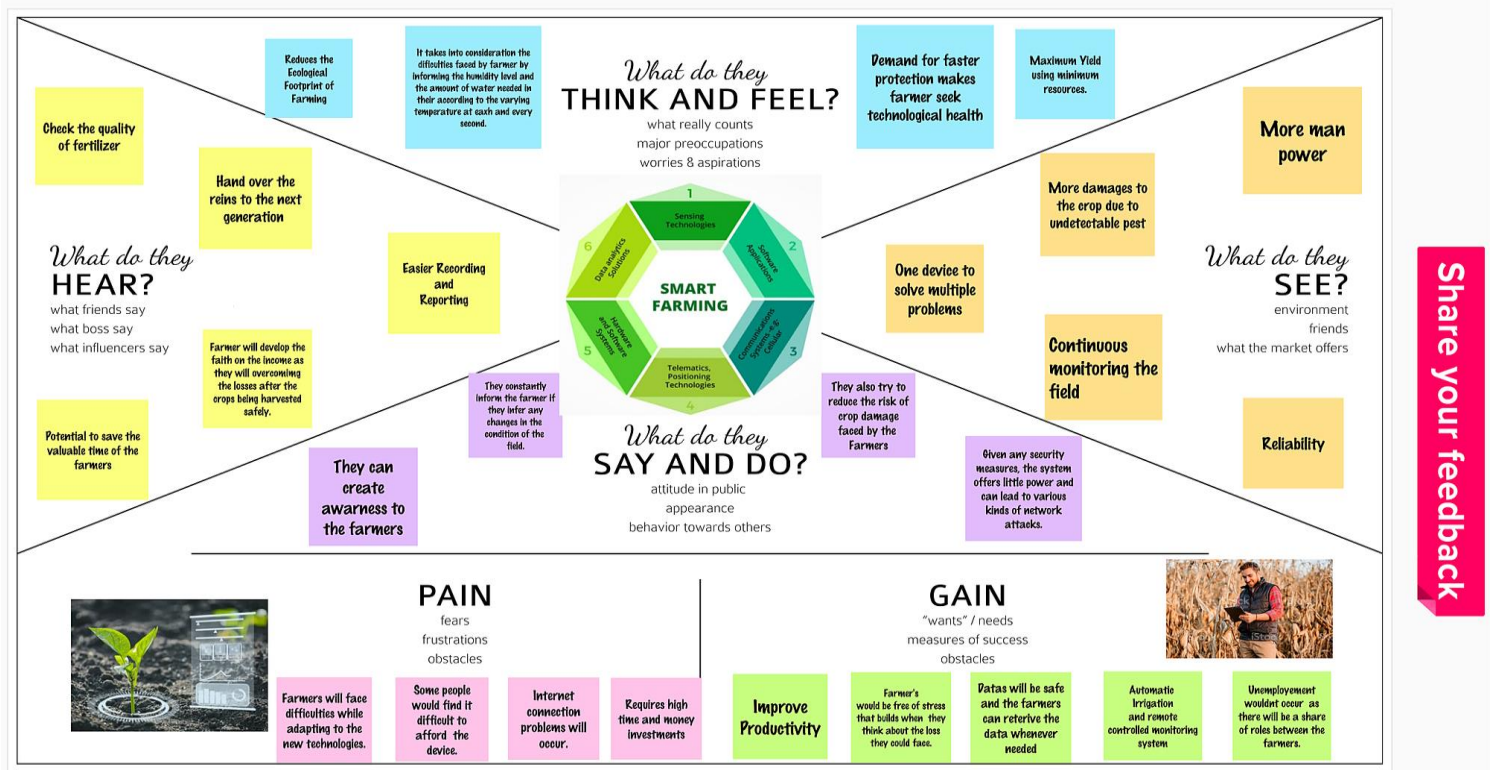 Reduces the
Ecological
Footprint of
Farming
It takes into consideration the
dificulties faced by farmer by
informing the humidity level and
the amount of water needed in
their according to the varying
temperature at eaxh and every
second.
What do they
THINK AND FEEL?
what really counts
major preoccupations
worries & aspirations
Demand for faster
protection makes
farmer seek
technological health
Maximum Yield
using minimum
resources.
Check the quality
of fertilizer
Hand over the
reins to the next
generation
Easier Recording
and
Reporting
What do they
HEAR?
what friends say
what boss say
what influencers say
Farmer will develop the
faith on the income as
they will overcoming
the losses after the
crops being harvested
safely.
Potential to save the
valuable time of the
farmers
1
Sensing
Technologies
2
Software
Applications
3
Communications
Systems -e.g.
Cellular
4
Telematics,
Positioning
Technologies
5
Hardware
and Software
Systems
6
Data analytics
Solutions
SMART
FARMING
More man
power
More damages to
the crop due to
undetectable pest
One device to
solve multiple
problems
What do they
SEE?
environment
friends
what the market offers
Continuous
monitoring the
field
Reliability
They constantly
inform the farmer if
they infer any
changes in the
condition of the
field.
They can
create
awarness to
the farmers
What do they
SAY AND DO?
attitude in public
appearance
behavior towards others
They also try to
reduce the risk of
crop damage
faced by the
Farmers
Given any security
measures, the system
offers little power and
can lead to various
kinds of network
attacks.
PAIN
fears
frustrations
obstacles
Farmers will face
difficulties while
adapting to the
new technologies.
Some people
would find it
difficult to
afford the
device.
Internet
connection
problems will
occur.
Requires high
time and money
investments
GAIN
"wants" / needs
measures of success
obstacles
Improve
Productivity
Farmer's
would be free of stress
that builds when they
think about the loss
they could face.
Datas will be safe
and the farmers
can reterive the
data whenever
needed
Automatic
Irrigation
and remote
controlled monitoring
system
Unemployement
wouldnt occur as
there will be a share
of roles between the
farmers.
iStock
Share your feedback